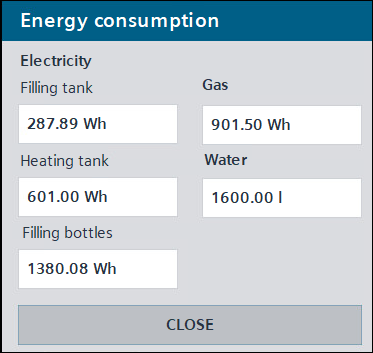 Energy consumption
Electricity
Filling tank
287.89 Wh
Heating tank
601.00 Wh
Filling bottles
1380.08 Wh
Gas
901.50 Wh
Water
1600.00 l
CLOSE